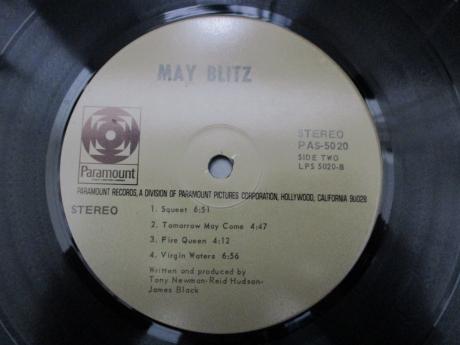 MAY BLITZ
Paramount
STEREO
PAS-5020
SIDE TWO
LPS 5020-B
PARAMOUNT RECORDS, A DIVISION OF PARAMOUNT PICTURES CORPORATION, HOLLYWOOD, CALIFORNIA 90028
STEREO
1. Squeet 6:51
2. Tomorrow May Come 4:47
3. Fire Queen 4:12
4. Virgin Waters 6:56
Written and produced by
Tony Newman-Reid Hudson-
James Black